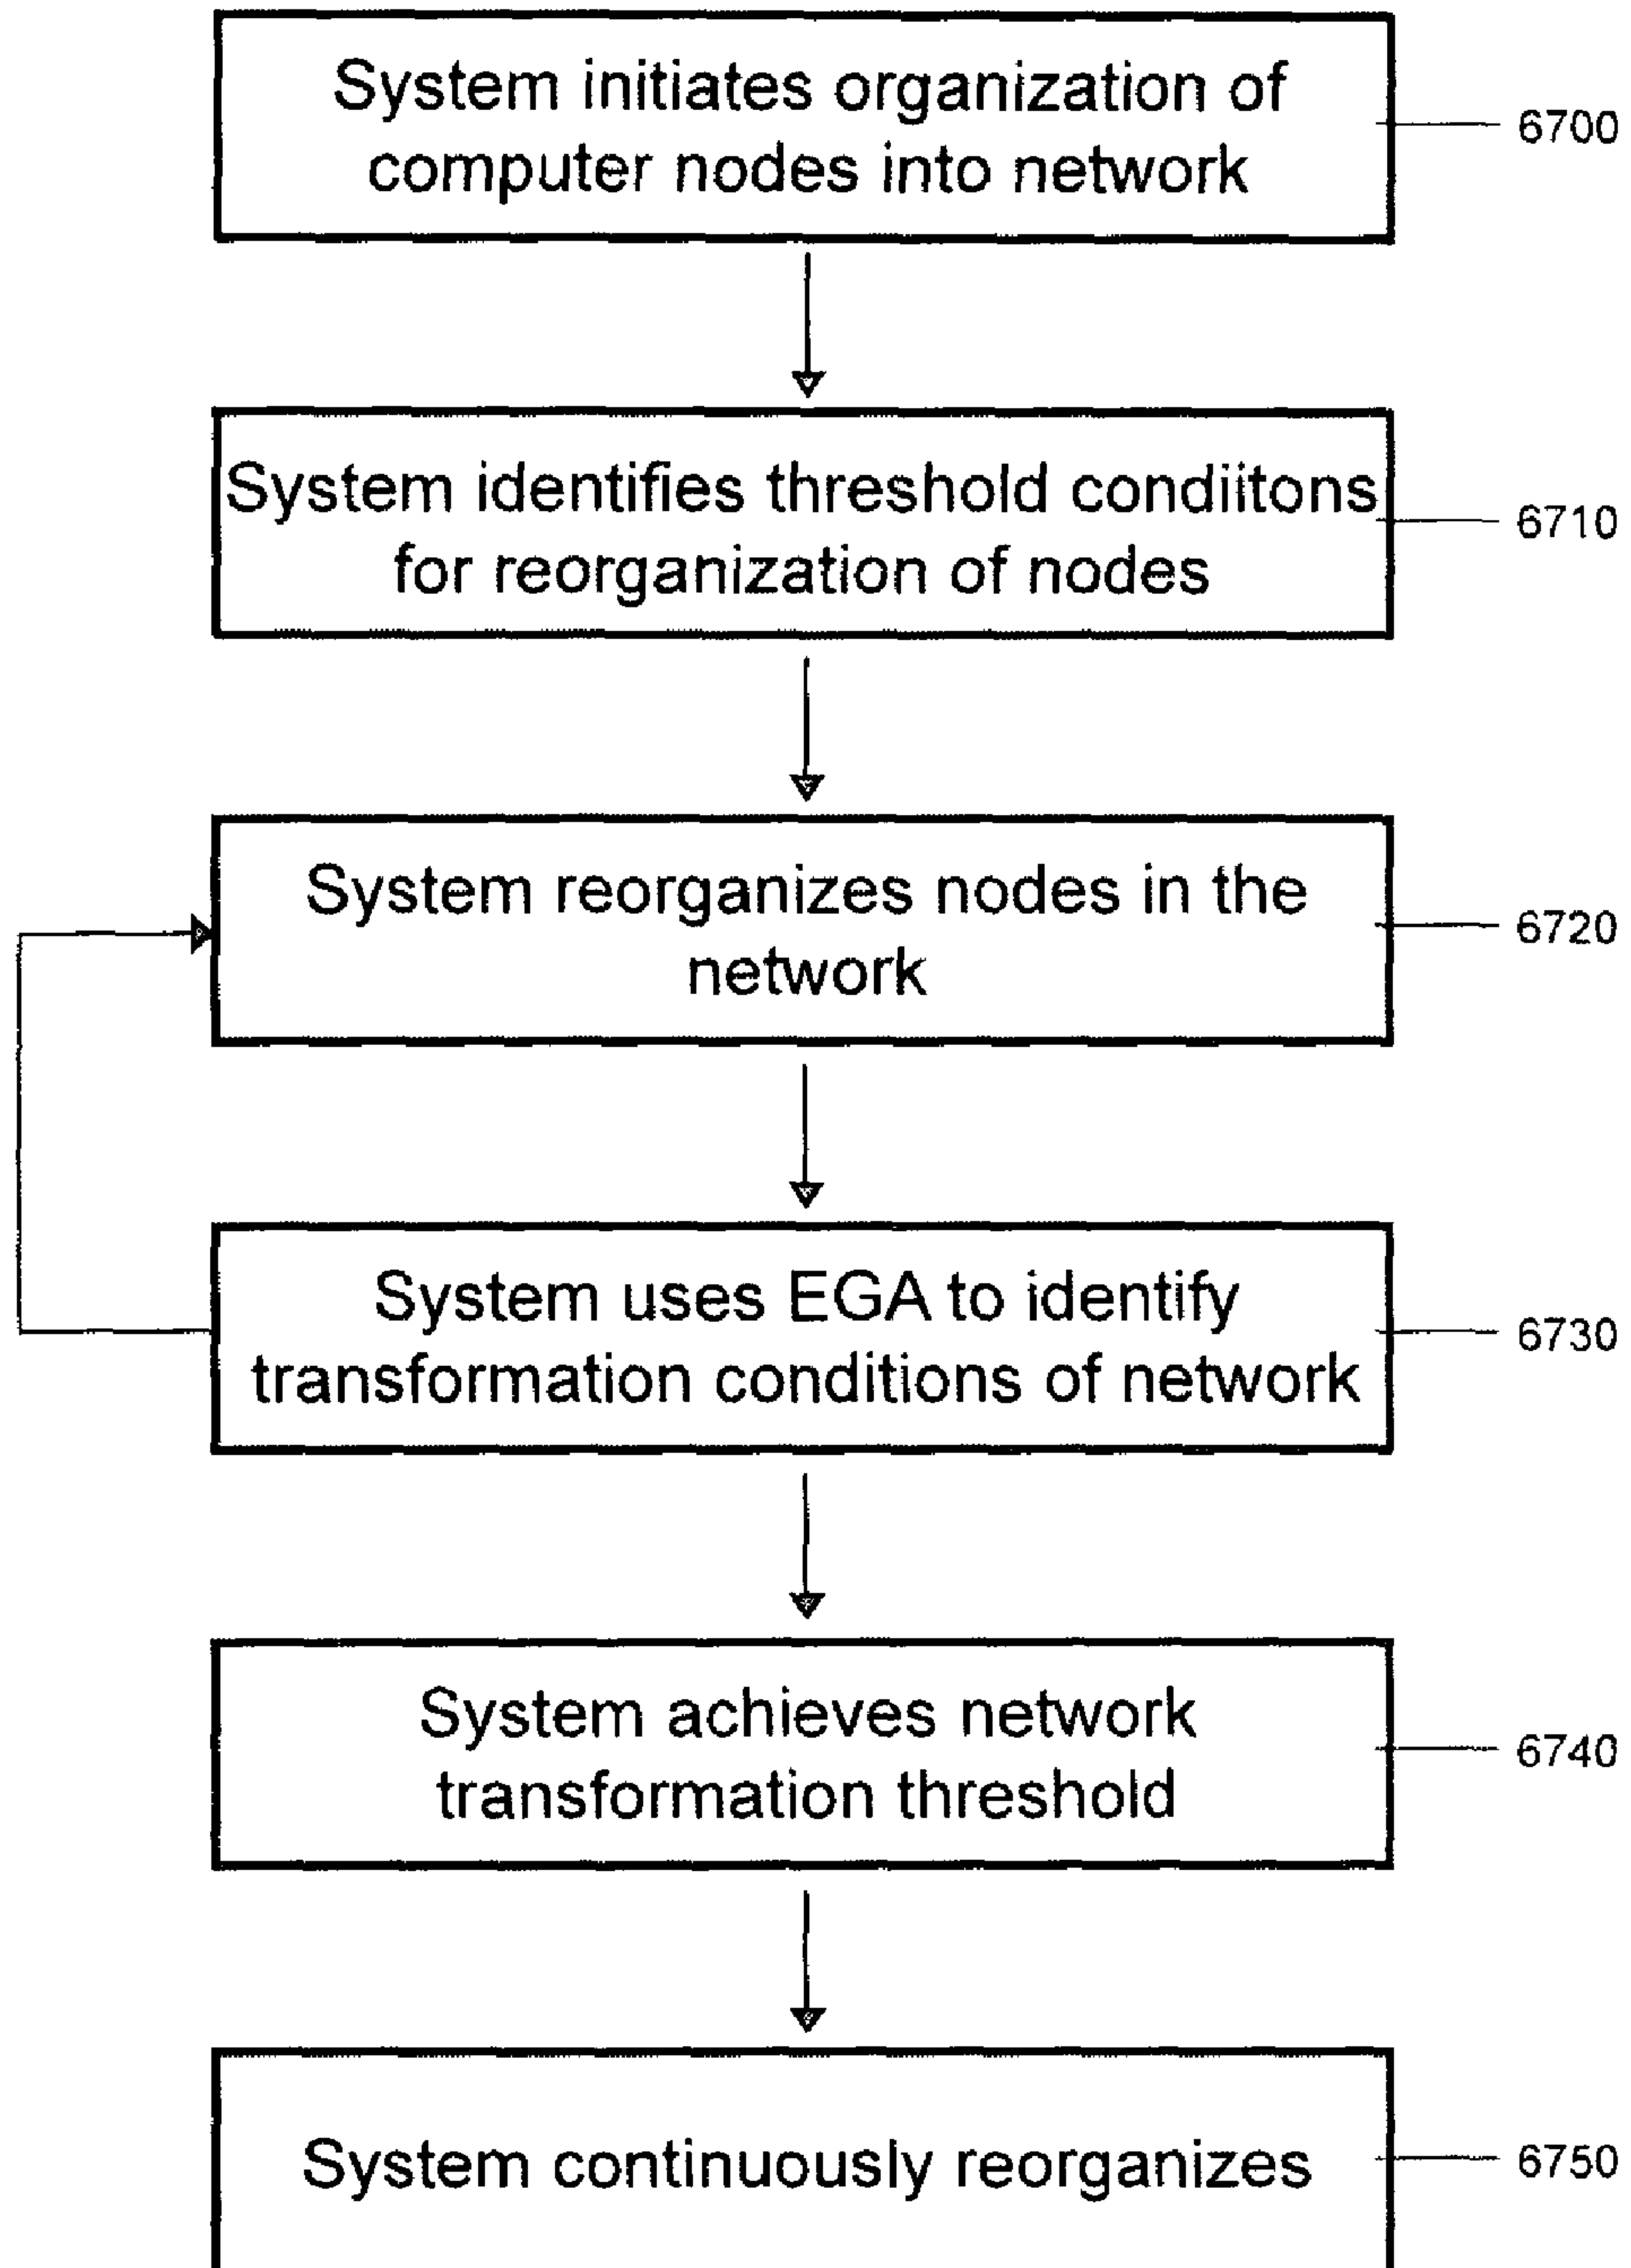 System initiates organization of
computer nodes into network
6700
System identifies threshold condiitons
for reorganization of nodes
6710
System reorganizes nodes in the
network
6720
System uses EGA to identify
transformation conditions of network
6730
System achieves network
transformation threshold
6740
System continuously reorganizes
6750